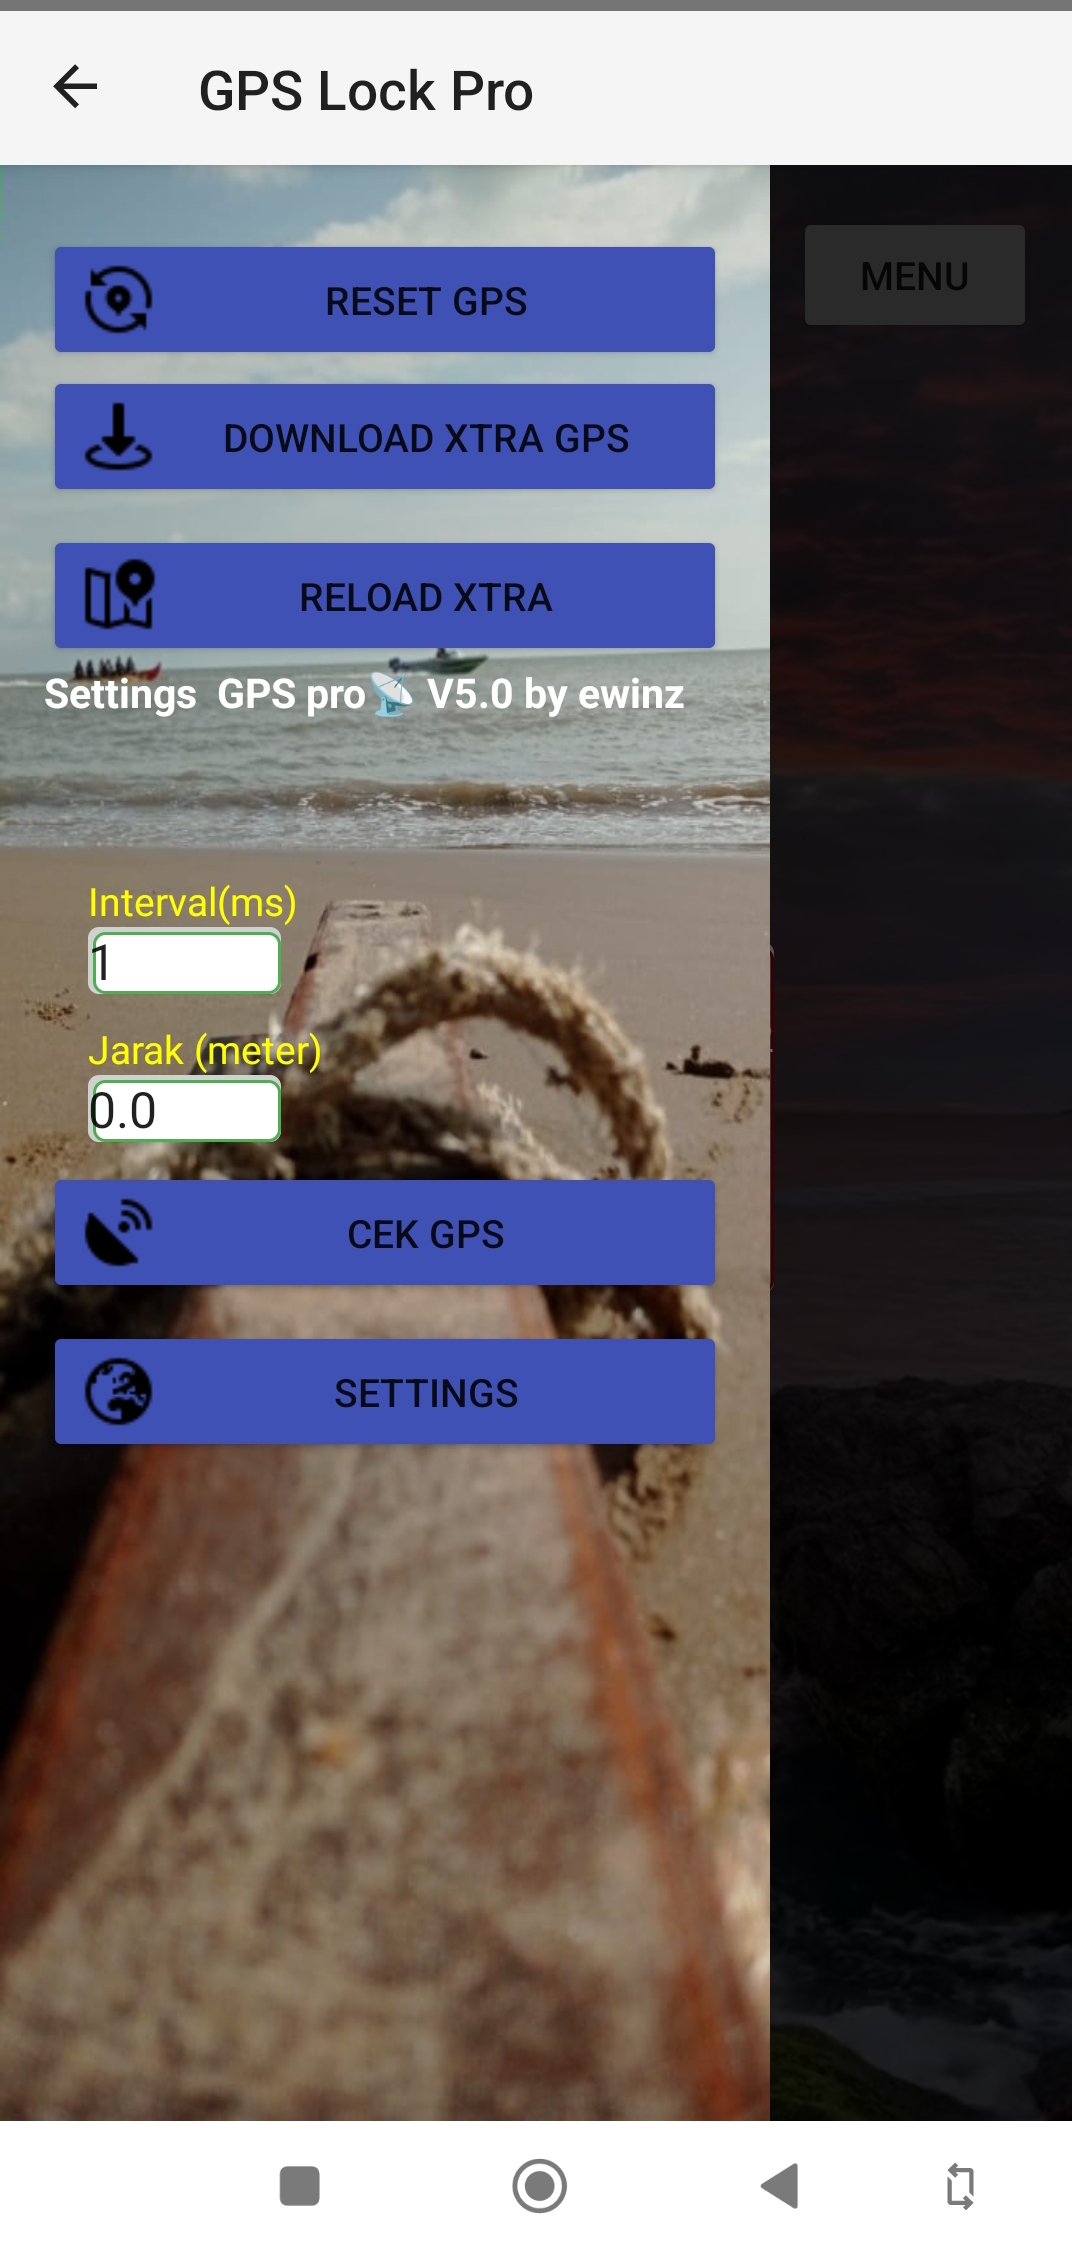 GPS Lock Pro
MENU
RESET GPS
DOWNLOAD XTRA GPS
RELOAD XTRA
Settings GPS pro📡 V5.0 by ewinz
Interval(ms)
1
Jarak (meter)
0.0
CEK GPS
SETTINGS